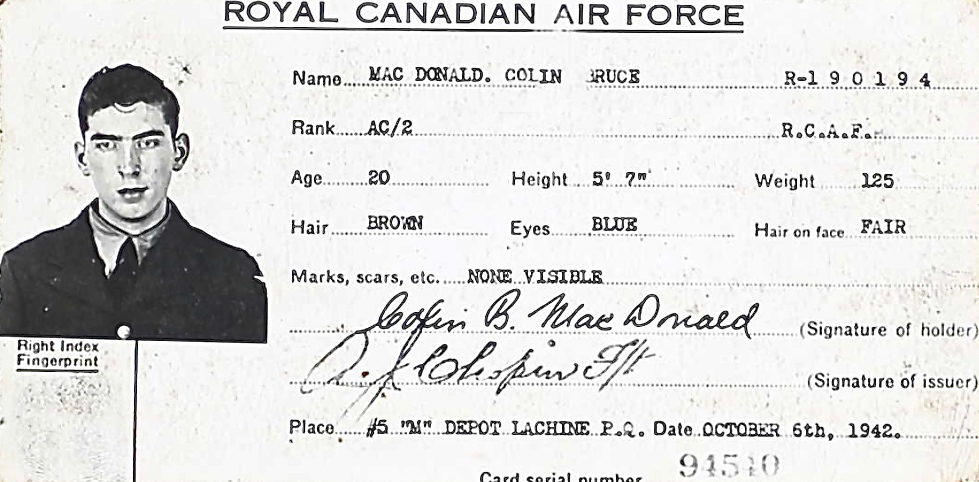 ROYAL CANADIAN AIR FORCE
Name MAC DONALD. COLIN BRUCE R-190194
Rank AC/2 R.C.A.F.
Age 20 Height 5' 7" Weight 125
Hair BROWN Eyes BLUE Hair on face FAIR
Marks, scars, etc. NONE VISIBLE
Colin B. MacDonald (Signature of holder)
Right Index
Fingerprint
Chopin F/t (Signature of issuer)
Place #5 "M" DEPOT LACHINE P.Q. Date OCTOBER 6th, 1942.
Card serial number 94540